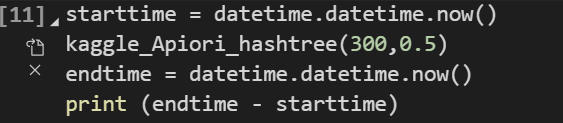 [11] starttime = datetime.datetime.now()
kaggle_Apiori_hashtree(300,0.5)
endtime = datetime.datetime.now()
print (endtime - starttime)